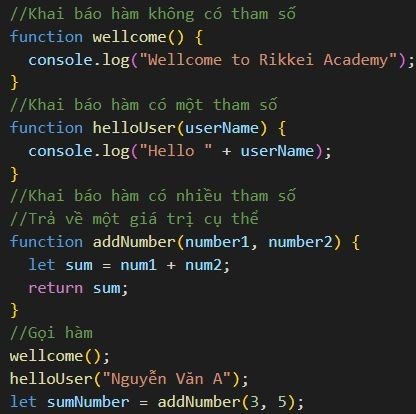 //Khai báo hàm không có tham số
function wellcome() {
  console.log("Wellcome to Rikkei Academy");
}
//Khai báo hàm có một tham số
function helloUser(userName) {
  console.log("Hello " + userName);
}
//Khai báo hàm có nhiều tham số
//Trả về một giá trị cụ thể
function addNumber(number1, number2) {
  let sum = num1 + num2;
  return sum;
}
//Gọi hàm
wellcome();
helloUser("Nguyễn Văn A");
let sumNumber = addNumber(3, 5);